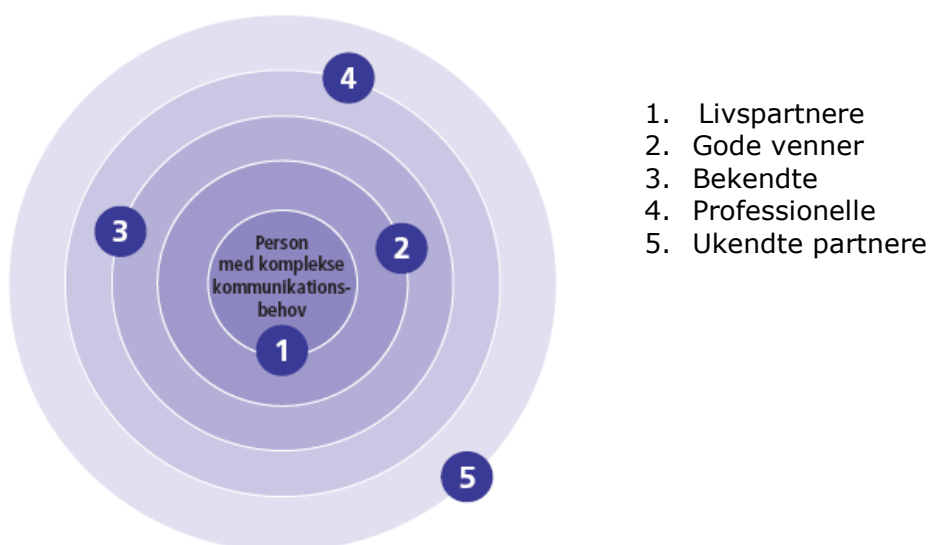 4
3
2
Person
med komplekse
kommunikations-
behov
1
5
1. Livspartnere
2. Gode venner
3. Bekendte
4. Professionelle
5. Ukendte partnere